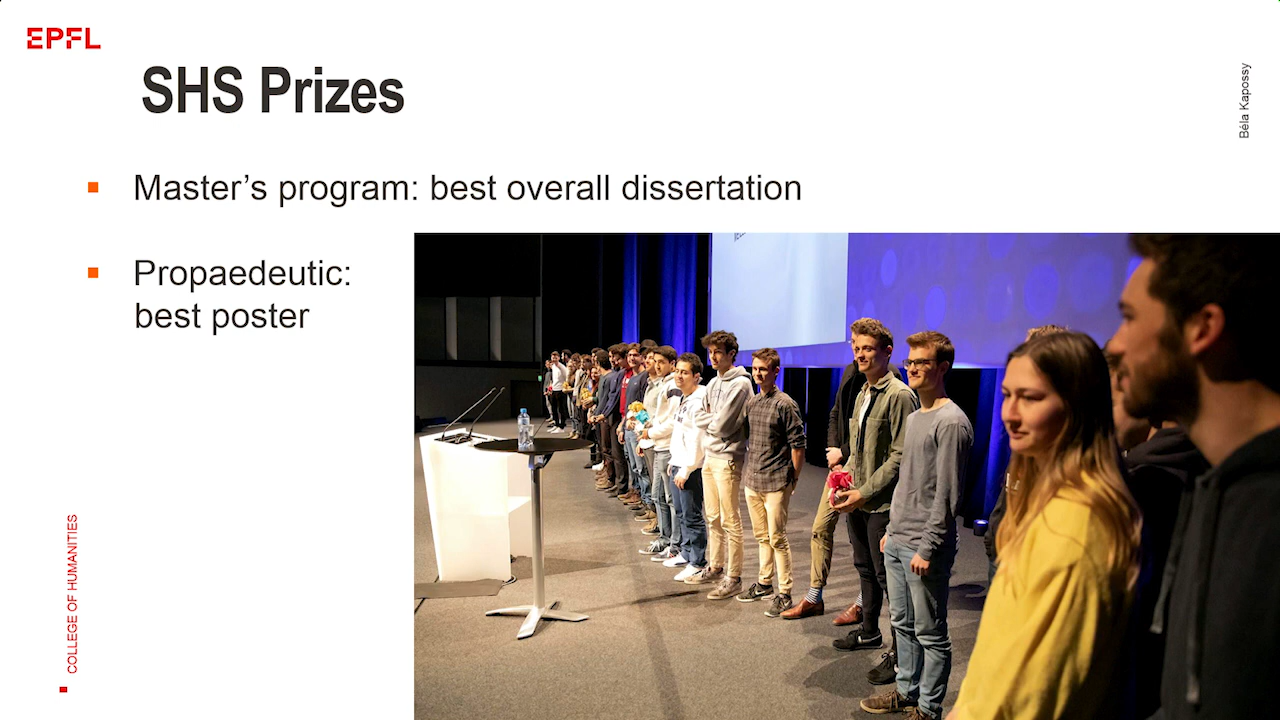 EPFL
SHS Prizes
Béla Kapossy
▪ Master’s program: best overall dissertation
▪ Propaedeutic:
best poster
COLLEGE OF HUMANITIES